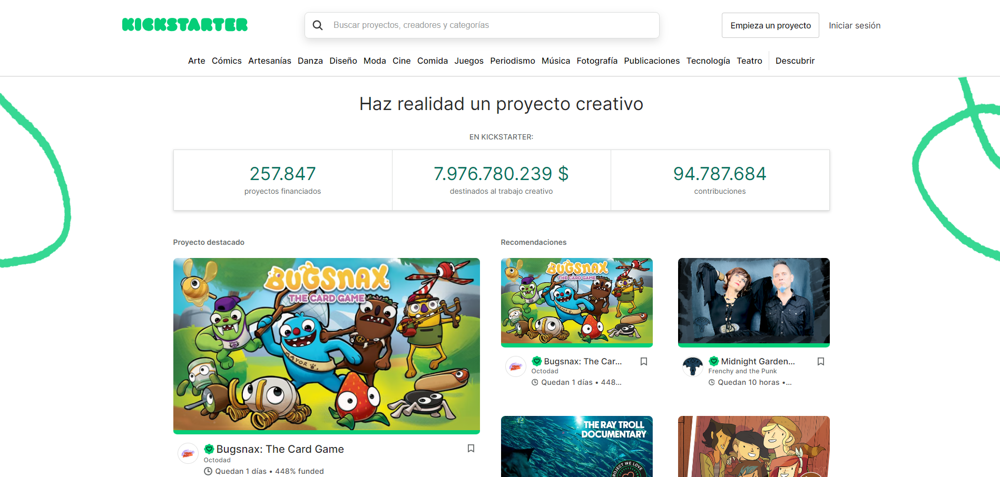 KICKSTARTER
Buscar proyectos, creadores y categorías
Empieza un proyecto
Iniciar sesión
Arte Cómics Artesanías Danza Diseño Moda Cine Comida Juegos Periodismo Música Fotografía Publicaciones Tecnología Teatro Descubrir
Haz realidad un proyecto creativo
EN KICKSTARTER:
257.847
proyectos financiados
7.976.780.239 $
destinados al trabajo creativo
94.787.684
contribuciones
Proyecto destacado
BUGSNAX
THE CARD GAME
MAYOR
Bugsnax: The Card Game
Octodad
Quedan 1 días • 448% funded
Recomendaciones
BUGSNAX
THE CARD GAME
Bugsnax: The Car...
Octodad
Quedan 1 días • 448...
Midnight Garden...
Frenchy and the Punk
Quedan 10 horas •...
THE RAY TROLL
DOCUMENTARY
PROJECT WE LOVE